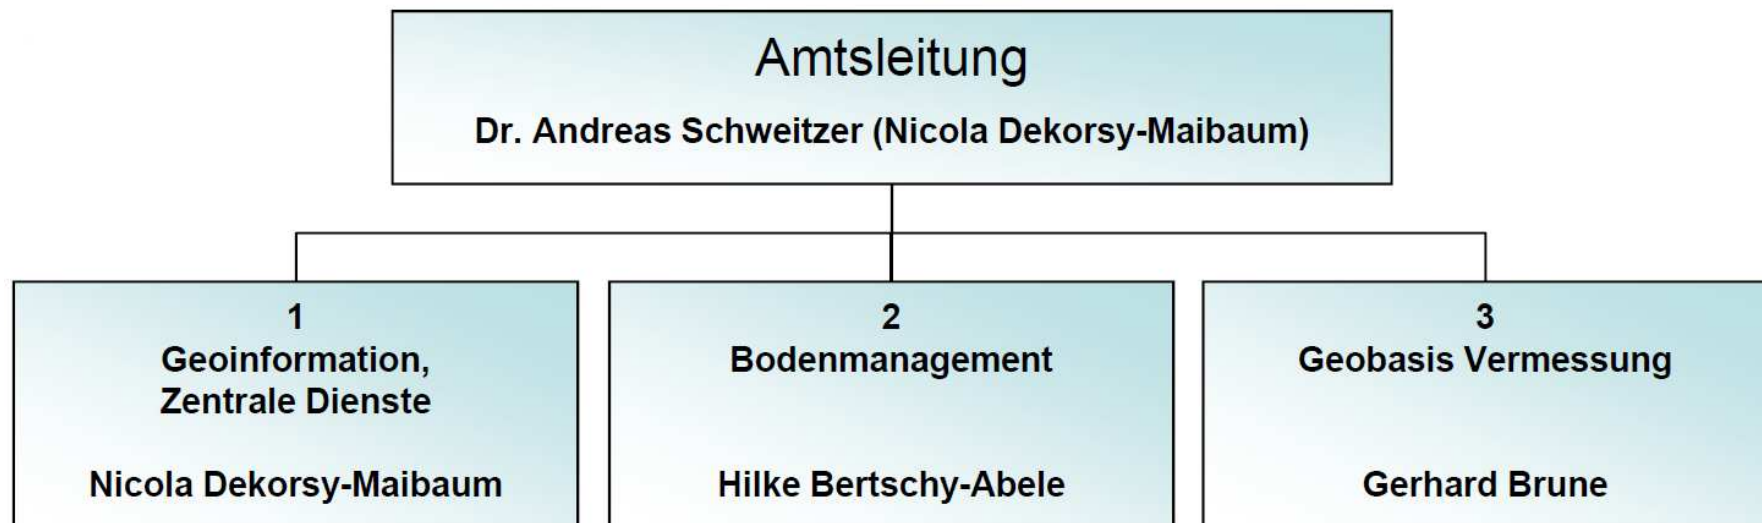 Amtsleitung
Dr. Andreas Schweitzer (Nicola Dekorsy-Maibaum)
1
Geoinformation,
Zentrale Dienste
Nicola Dekorsy-Maibaum
2
Bodenmanagement
Hilke Bertschy-Abele
3
Geobasis Vermessung
Gerhard Brune